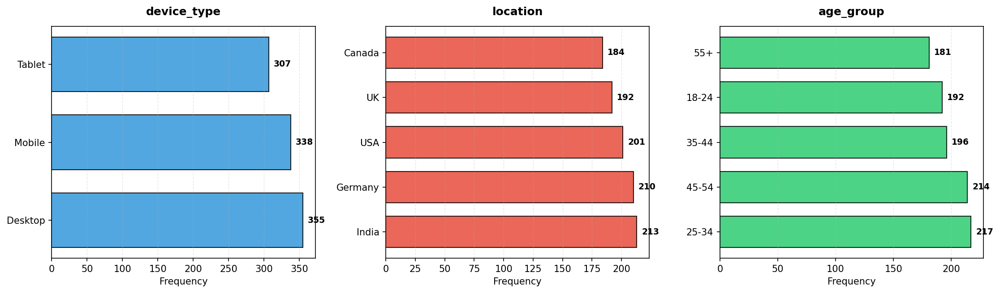 device_type
Tablet
307
Mobile
338
Desktop
355
0 50 100 150 200 250 300 350
Frequency
location
Canada
184
UK
192
USA
201
Germany
210
India
213
0 25 50 75 100 125 150 175 200
Frequency
age_group
55+
181
18-24
192
35-44
196
45-54
214
25-34
217
0 50 100 150 200
Frequency